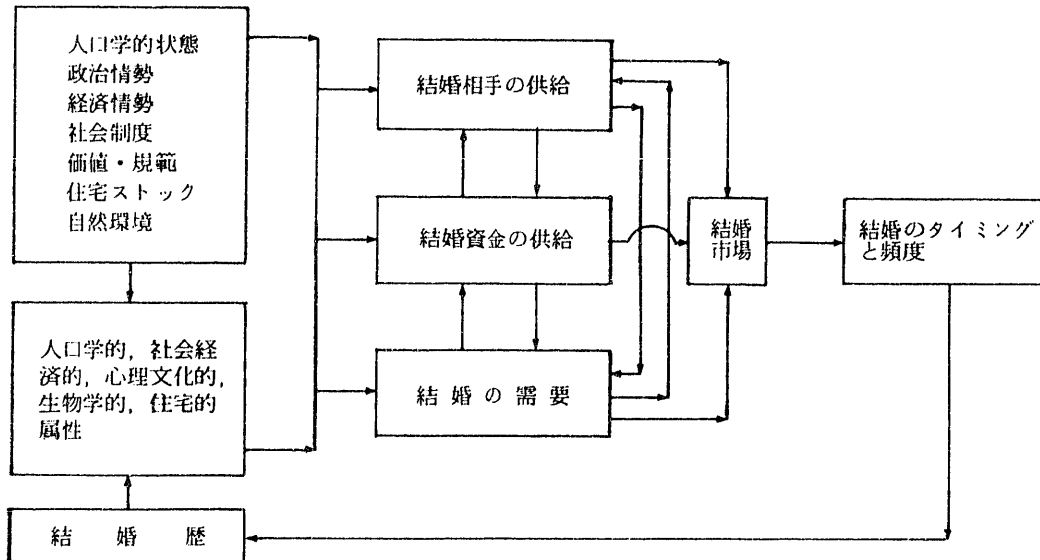 人口学的状態
政治情勢
経済情勢
社会制度
価値・規範
住宅ストック
自然環境
人口学的，社会経
済的，心理文化的，
生物学的，住宅的
属性
結婚歴
結婚相手の供給
結婚資金の供給
結婚の需要
結婚
市場
結婚のタイミング
と頻度